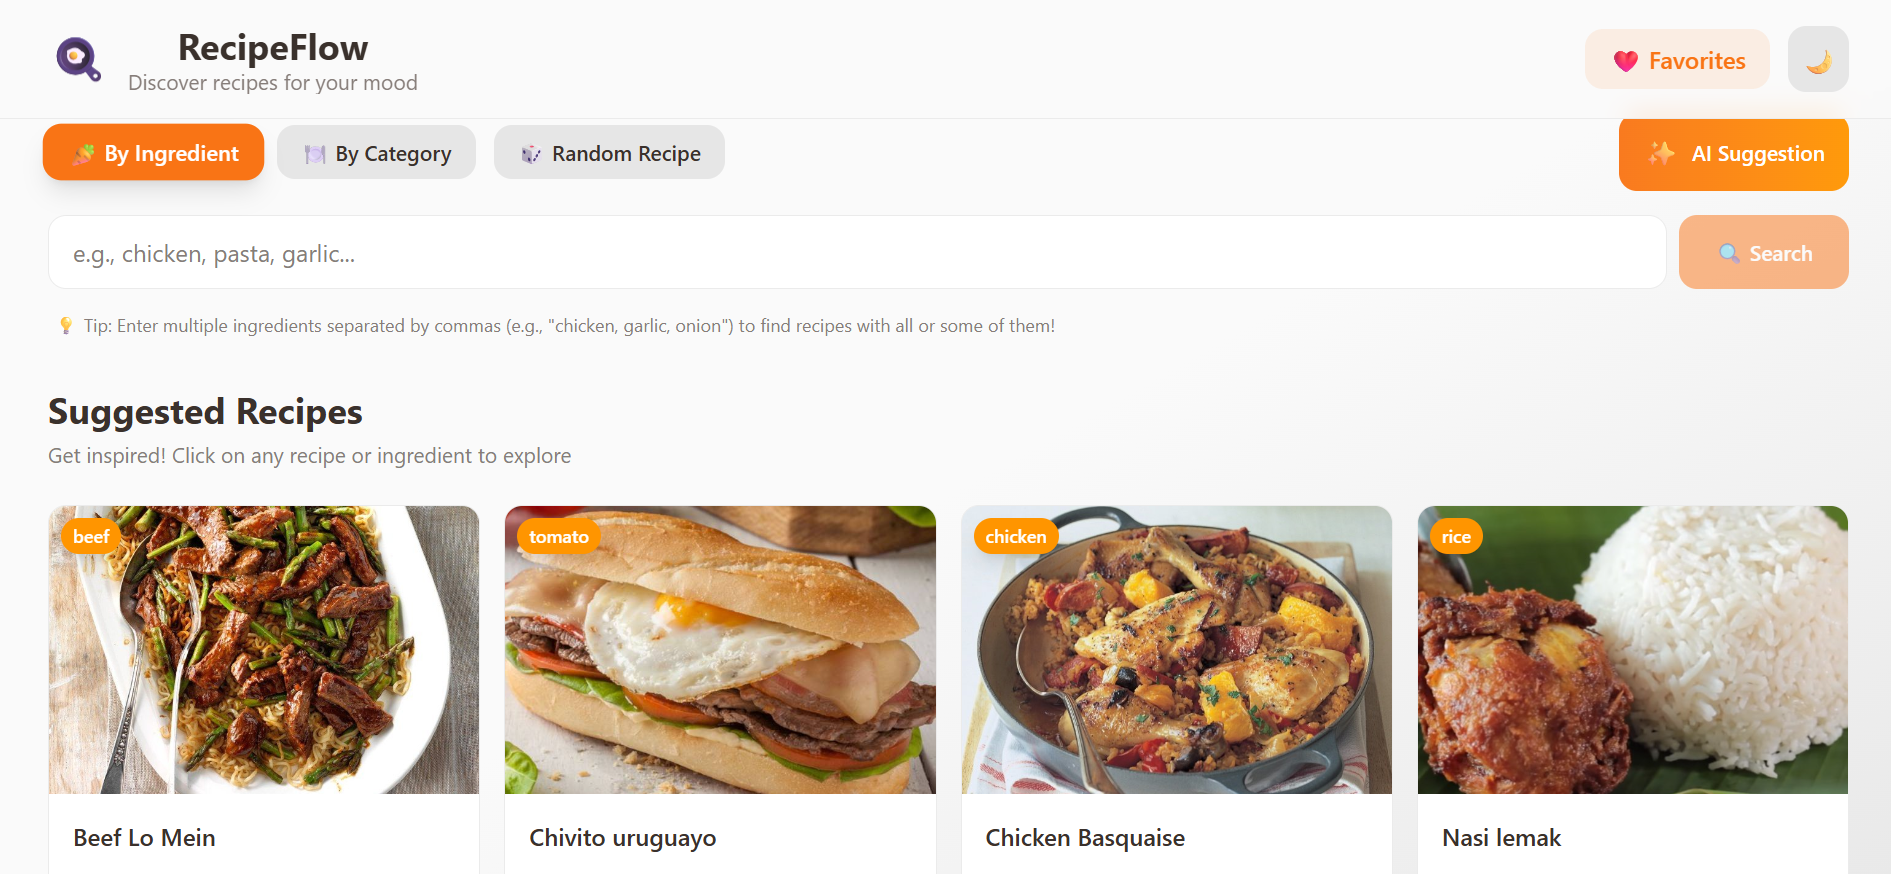 RecipeFlow
Discover recipes for your mood
Favorites
By Ingredient
By Category
Random Recipe
AI Suggestion
e.g., chicken, pasta, garlic...
Search
Tip: Enter multiple ingredients separated by commas (e.g., "chicken, garlic, onion") to find recipes with all or some of them!
Suggested Recipes
Get inspired! Click on any recipe or ingredient to explore
beef
tomato
chicken
rice
Beef Lo Mein
Chivito uruguayo
Chicken Basquaise
Nasi lemak